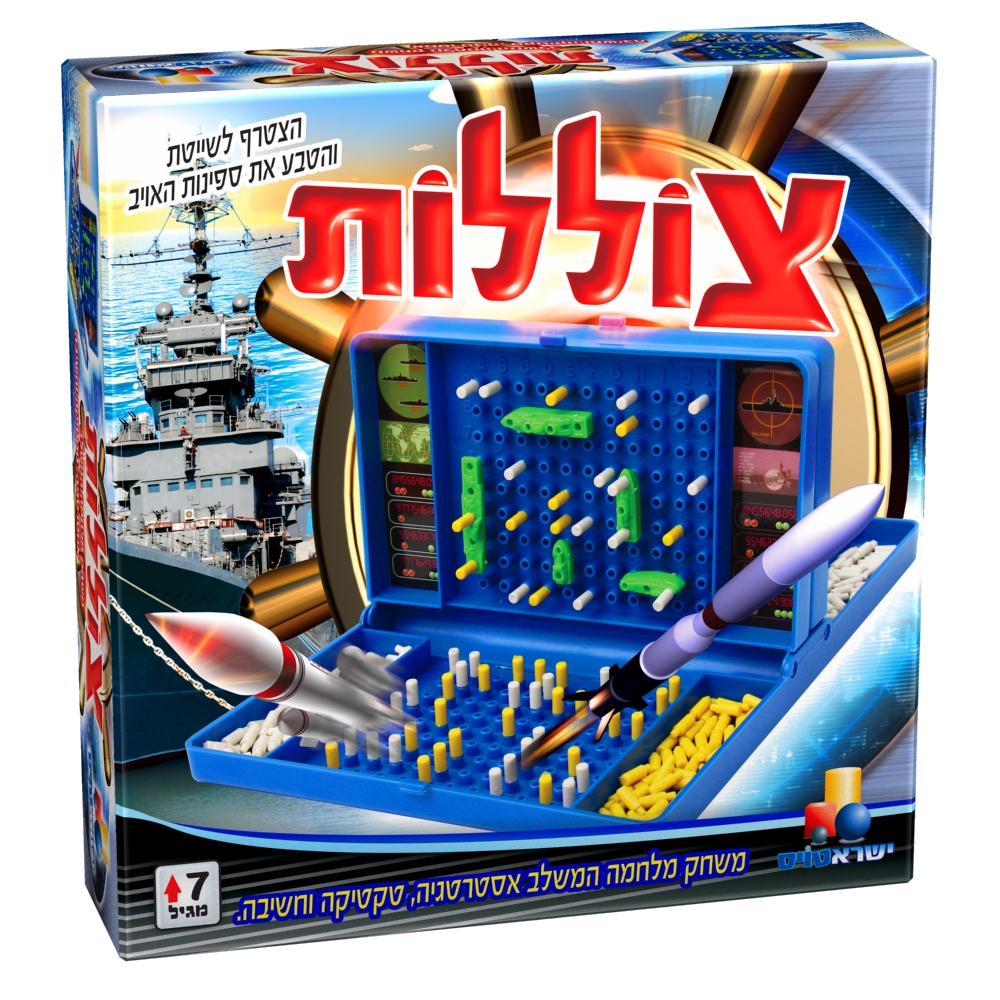 הצטרף לשייטת
והטבע את ספינות האויב
צוללות
A B C D E F G H I J
ישראטויס
משחק מלחמה המשלב אסטרטגיה, טקטיקה וחשיבה.
7
מגיל